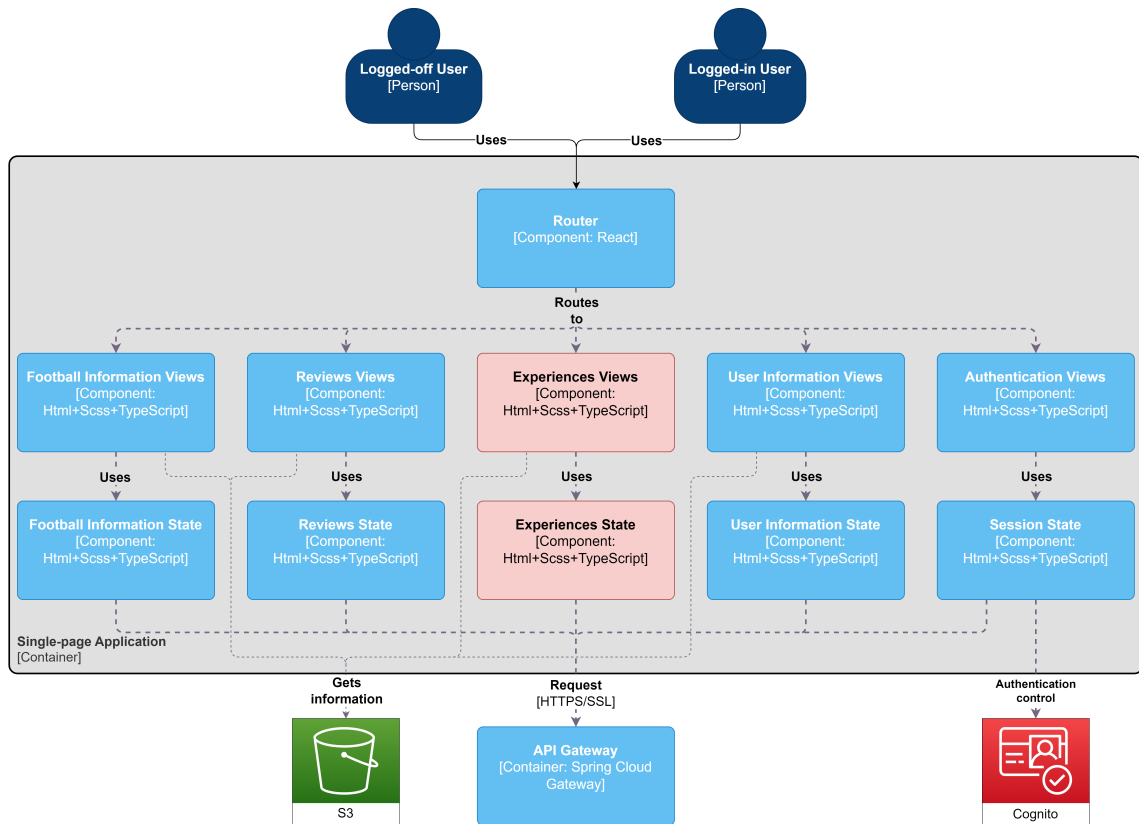 Logged-off User
[Person]
Logged-in User
[Person]
Uses
Uses
Router
[Component: React]
Routes
to
Football Information Views
[Component:
Html+Scss+TypeScript]
Reviews Views
[Component:
Html+Scss+TypeScript]
Experiences Views
[Component:
Html+Scss+TypeScript]
User Information Views
[Component:
Html+Scss+TypeScript]
Authentication Views
[Component:
Html+Scss+TypeScript]
Uses
Uses
Uses
Uses
Uses
Football Information State
[Component:
Html+Scss+TypeScript]
Reviews State
[Component:
Html+Scss+TypeScript]
Experiences State
[Component:
Html+Scss+TypeScript]
User Information State
[Component:
Html+Scss+TypeScript]
Session State
[Component:
Html+Scss+TypeScript]
Single-page Application
[Container]
Gets
information
Request
[HTTPS/SSL]
Authentication
control
S3
API Gateway
[Container: Spring Cloud
Gateway]
Cognito